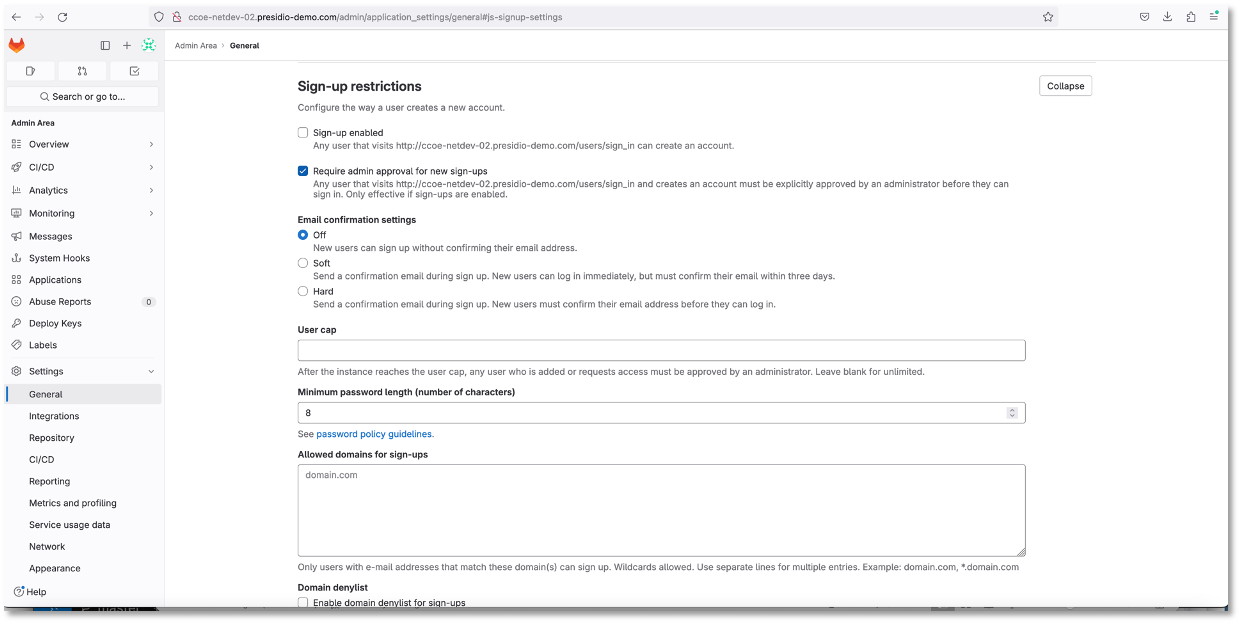 ccoe-netdev-02.presidio-demo.com/admin/application_settings/general#js-signup-settings
Admin Area › General
Search or go to...
Admin Area
Overview
CI/CD
Analytics
Monitoring
Messages
System Hooks
Applications
Abuse Reports 0
Deploy Keys
Labels
Settings
General
Integrations
Repository
CI/CD
Reporting
Metrics and profiling
Service usage data
Network
Appearance
Help
Sign-up restrictions
Collapse
Configure the way a user creates a new account.
Sign-up enabled
Any user that visits http://ccoe-netdev-02.presidio-demo.com/users/sign_in can create an account.
Require admin approval for new sign-ups
Any user that visits http://ccoe-netdev-02.presidio-demo.com/users/sign_in and creates an account must be explicitly approved by an administrator before they can
sign in. Only effective if sign-ups are enabled.
Email confirmation settings
Off
New users can sign up without confirming their email address.
Soft
Send a confirmation email during sign up. New users can log in immediately, but must confirm their email within three days.
Hard
Send a confirmation email during sign up. New users must confirm their email address before they can log in.
User cap
After the instance reaches the user cap, any user who is added or requests access must be approved by an administrator. Leave blank for unlimited.
Minimum password length (number of characters)
8
See password policy guidelines.
Allowed domains for sign-ups
domain.com
Only users with e-mail addresses that match these domain(s) can sign up. Wildcards allowed. Use separate lines for multiple entries. Example: domain.com, *.domain.com
Domain denylist
Enable domain denylist for sign-ups